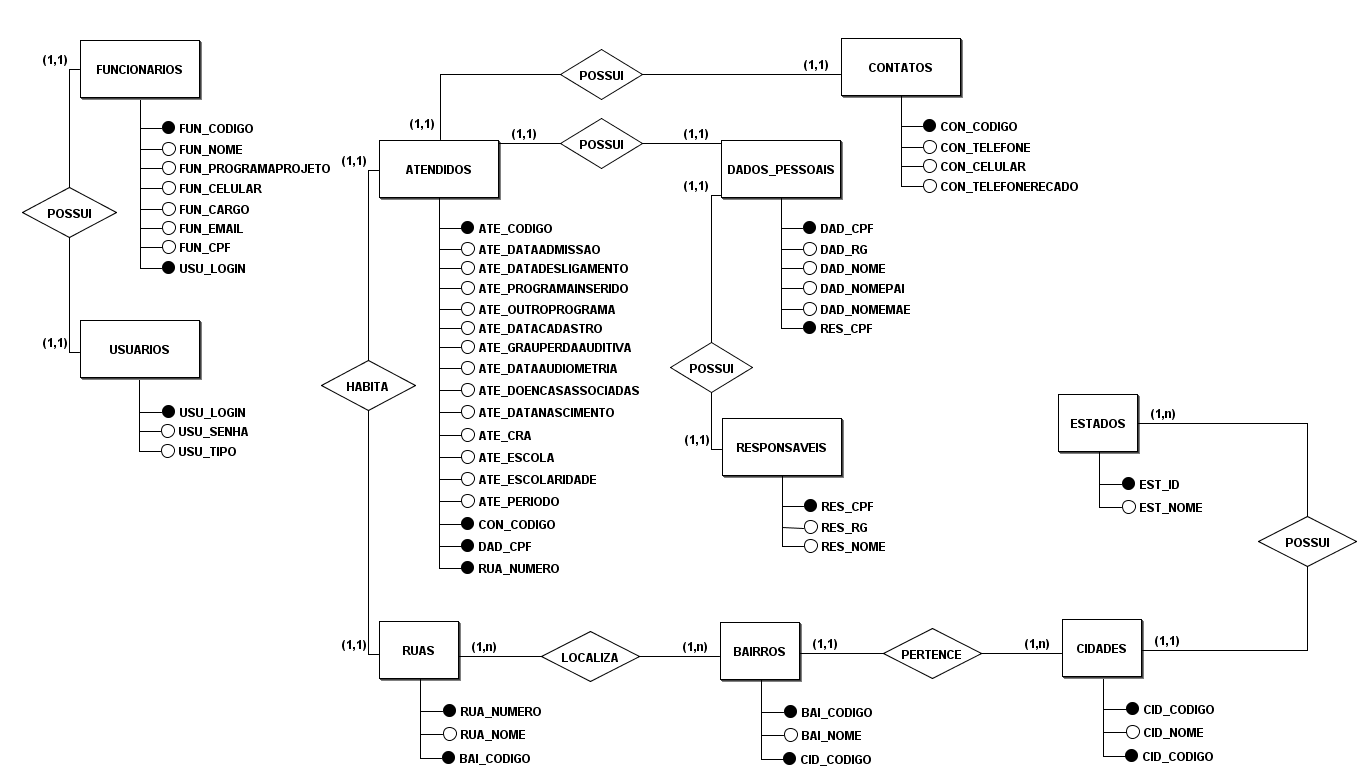 (1,1)
FUNCIONARIOS
FUN_CODIGO
FUN_NOME
FUN_PROGRAMAPROJETO
FUN_CELULAR
FUN_CARGO
FUN_EMAIL
FUN_CPF
USU_LOGIN
POSSUI
(1,1)
USUARIOS
USU_LOGIN
USU_SENHA
USU_TIPO
POSSUI
(1,1)
(1,1)
CONTATOS
CON_CODIGO
CON_TELEFONE
CON_CELULAR
CON_TELEFONERECADO
(1,1)
ATENDIDOS
(1,1)
POSSUI
(1,1)
DADOS_PESSOAIS
ATE_CODIGO
ATE_DATAADMISSAO
ATE_DATADESLIGAMENTO
ATE_PROGRAMAINSERIDO
ATE_OUTROPROGRAMA
ATE_DATACADASTRO
ATE_GRAUPERDAAUDITIVA
ATE_DATAAUDIOMETRIA
ATE_DOENCASASSOCIADAS
ATE_DATANASCIMENTO
ATE_CRA
ATE_ESCOLA
ATE_ESCOLARIDADE
ATE_PERIODO
CON_CODIGO
DAD_CPF
RUA_NUMERO
(1,1)
DAD_CPF
DAD_RG
DAD_NOME
DAD_NOMEPAI
DAD_NOMEMAE
RES_CPF
POSSUI
(1,1)
RESPONSAVEIS
RES_CPF
RES_RG
RES_NOME
HABITA
(1,1)
RUAS
(1,n)
LOCALIZA
(1,n)
BAIRROS
(1,1)
PERTENCE
(1,n)
CIDADES
(1,1)
RUA_NUMERO
RUA_NOME
BAI_CODIGO
BAI_CODIGO
BAI_NOME
CID_CODIGO
CID_CODIGO
CID_NOME
CID_CODIGO
ESTADOS
(1,n)
EST_ID
EST_NOME
POSSUI